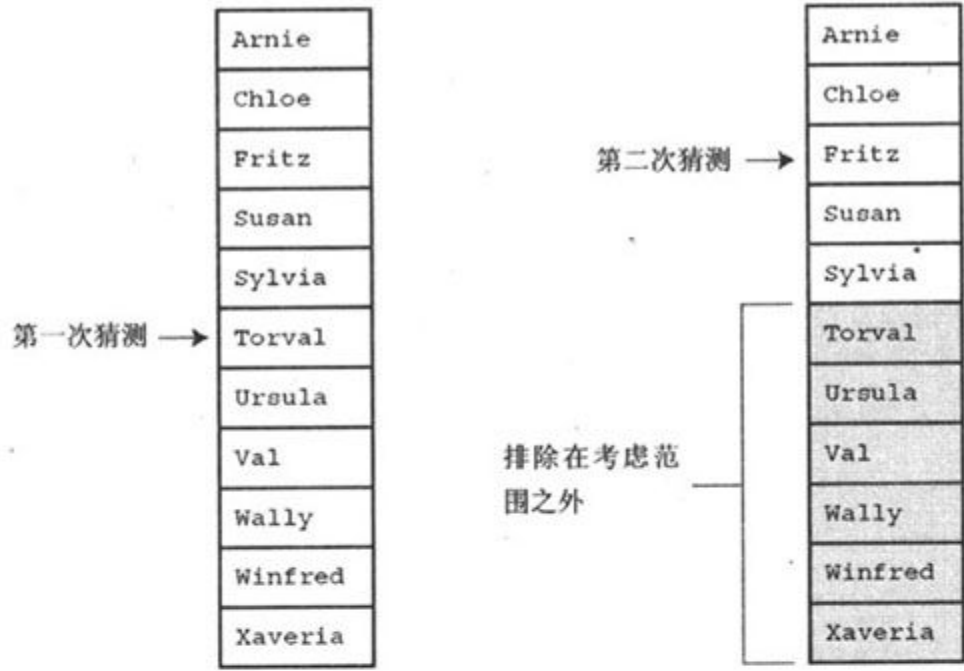 Arnie
Chloe
Fritz
Susan
Sylvia
第一次猜测
Torval
Ursula
Val
Wally
Winfred
Xaveria
Arnie
Chloe
第二次猜测
Fritz
Susan
Sylvia
Torval
Ursula
Val
排除在考虑范
围之外
Wally
Winfred
Xaveria